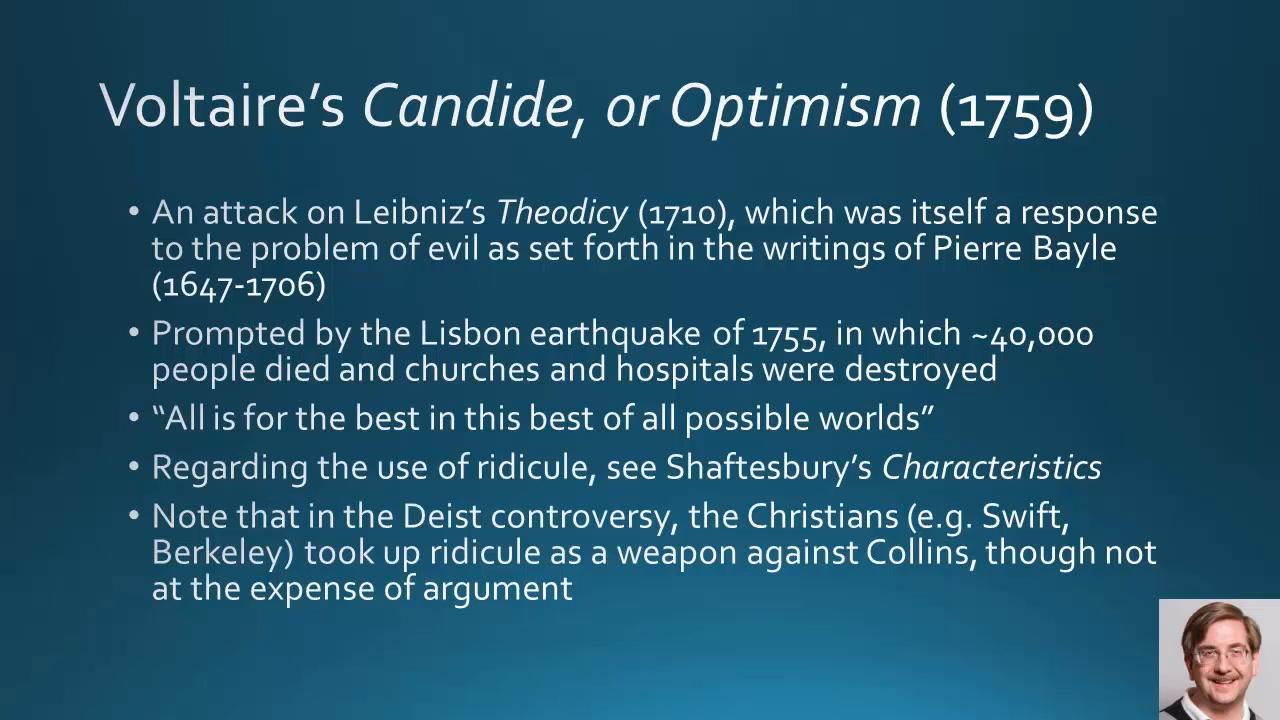 Voltaire’s Candide, or Optimism (1759)
• An attack on Leibniz’s Theodicy (1710), which was itself a response
to the problem of evil as set forth in the writings of Pierre Bayle
(1647-1706)
• Prompted by the Lisbon earthquake of 1755, in which ~40,000
people died and churches and hospitals were destroyed
• “All is for the best in this best of all possible worlds”
• Regarding the use of ridicule, see Shaftesbury’s Characteristics
• Note that in the Deist controversy, the Christians (e.g. Swift,
Berkeley) took up ridicule as a weapon against Collins, though not
at the expense of argument